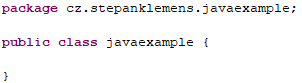 package cz.stepanklemens.javaexample;
public class javaexample {
}